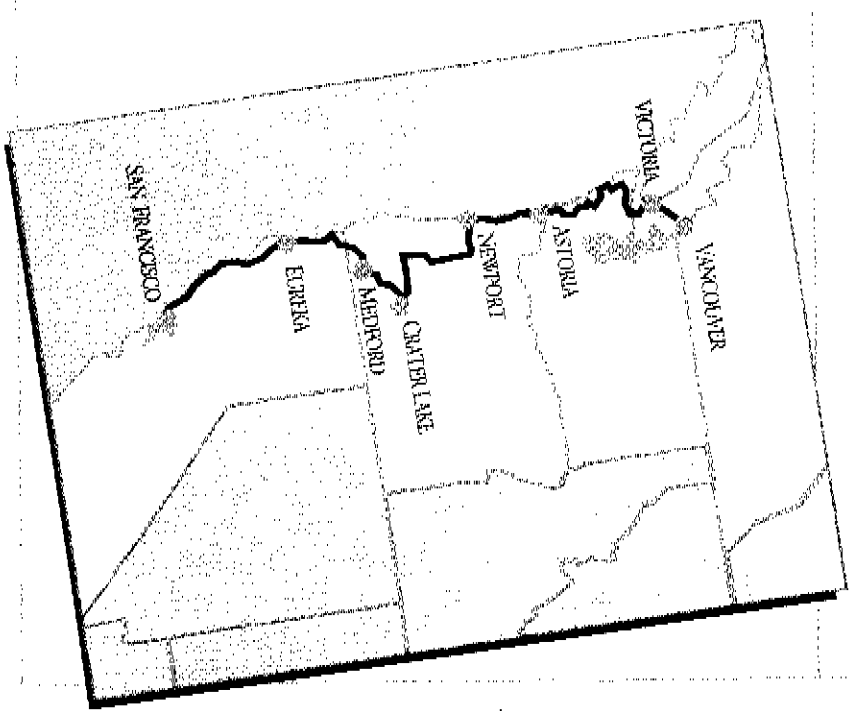 VANCOUVER
VICTORIA
ASTORIA
NEWPORT
CRATER LAKE
MEDFORD
EUREKA
SAN FRANCISCO